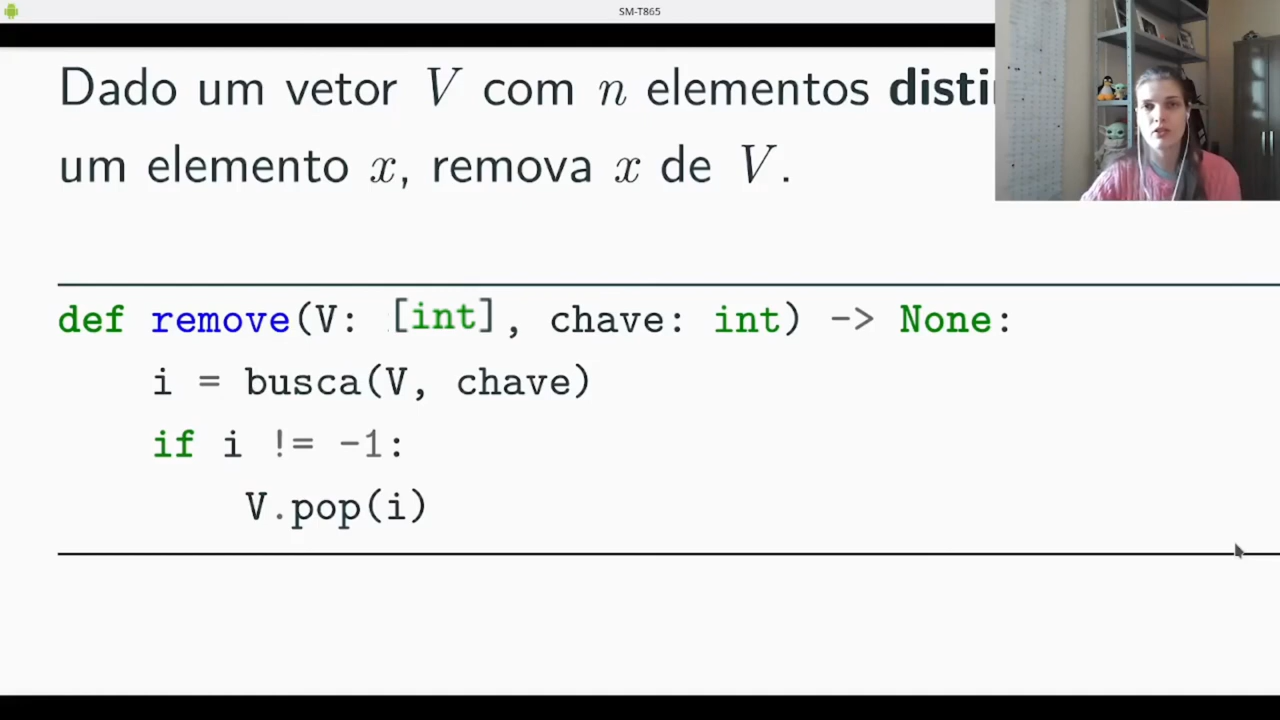 SM-T865
Dado um vetor V com n elementos disti
um elemento x, remova x de V.
def remove(V: [int], chave: int) -> None:
i = busca(V, chave)
if i != -1:
V.pop(i)